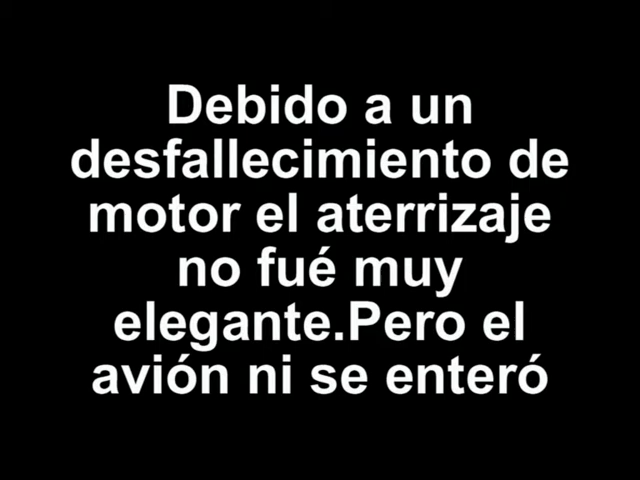 Debido a un
desfallecimiento de
motor el aterrizaje
no fué muy
elegante.Pero el
avión ni se enteró